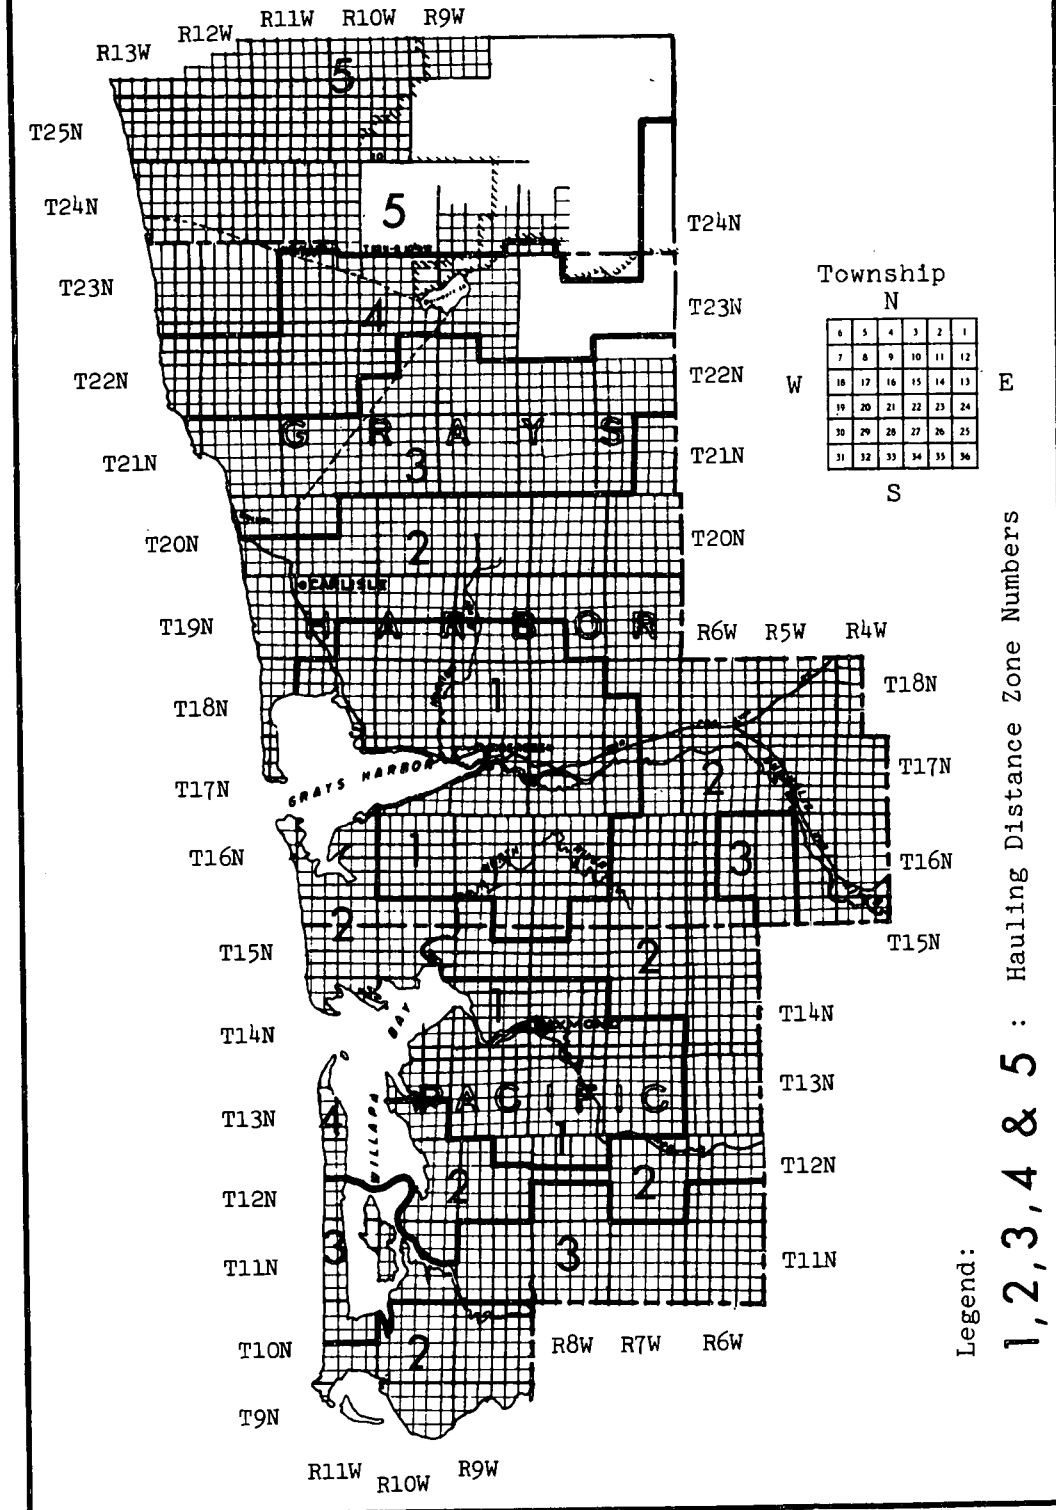 R13W R12W R11W R10W R9W
5
T25N
T24N
5
T24N
T23N
4
T23N
T22N
T22N
G R A Y S
T21N
3
T21N
T20N
2
T20N
CARLISLE
T19N
H A R B O R
R6W R5W R4W
T18N
1
T18N
T17N
GRAYS HARBOR
2
T17N
T16N
1
NORTH RIVER
3
T16N
2
T15N
2
T15N
T14N
BAY
1
RAYMOND
T14N
T13N
4
WILLAPA
PACIFIC
T13N
1
T12N
2
2
T12N
T11N
3
3
T11N
T10N
2
R8W R7W R6W
T9N
R11W R10W R9W
Township
N
W
E
S
6 5 4 3 2 1
7 8 9 10 11 12
18 17 16 15 14 13
19 20 21 22 23 24
30 29 28 27 26 25
31 32 33 34 35 36
Legend:
1, 2, 3, 4 & 5 : Hauling Distance Zone Numbers